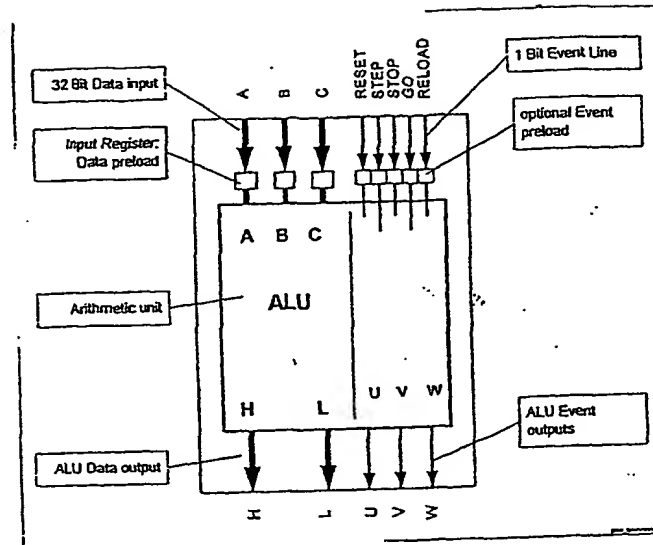 A
B
C
RESET
STEP
STOP
GO
RELOAD
32 Bit Data input
1 Bit Event Line
Input Register:
Data preload
optional Event
preload
A B C
Arithmetic unit
ALU
U V W
H L
ALU Data output
ALU Event
outputs
H
L
U
V
W